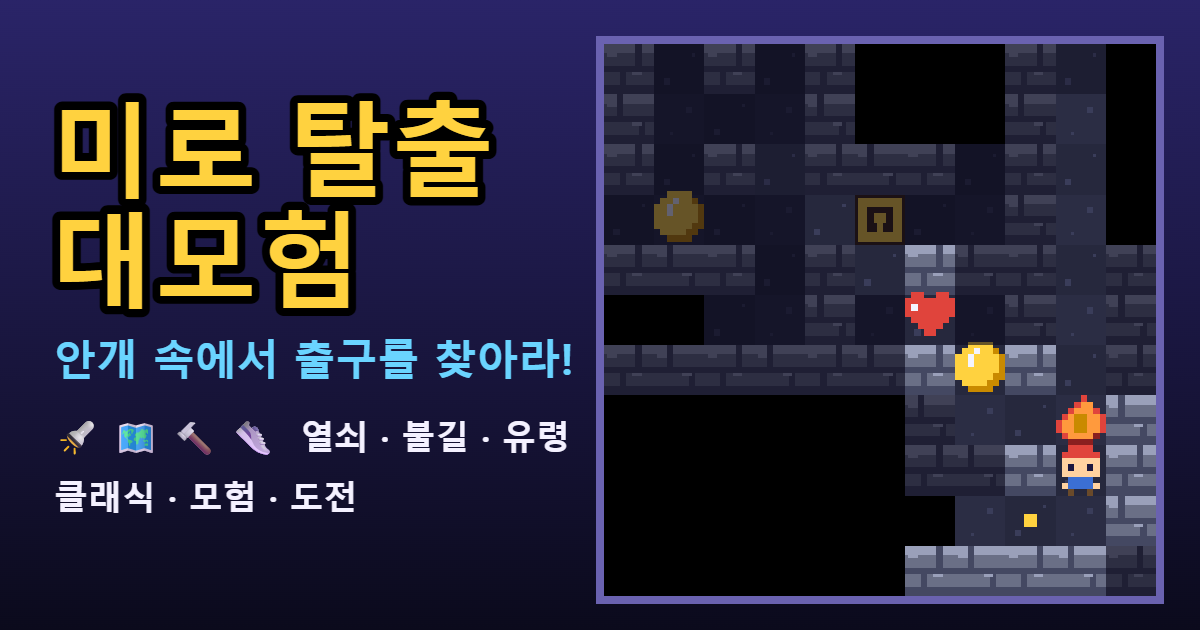 미로 탈출
대모험
안개 속에서 출구를 찾아라!
열쇠 · 불길 · 유령
클래식 · 모험 · 도전